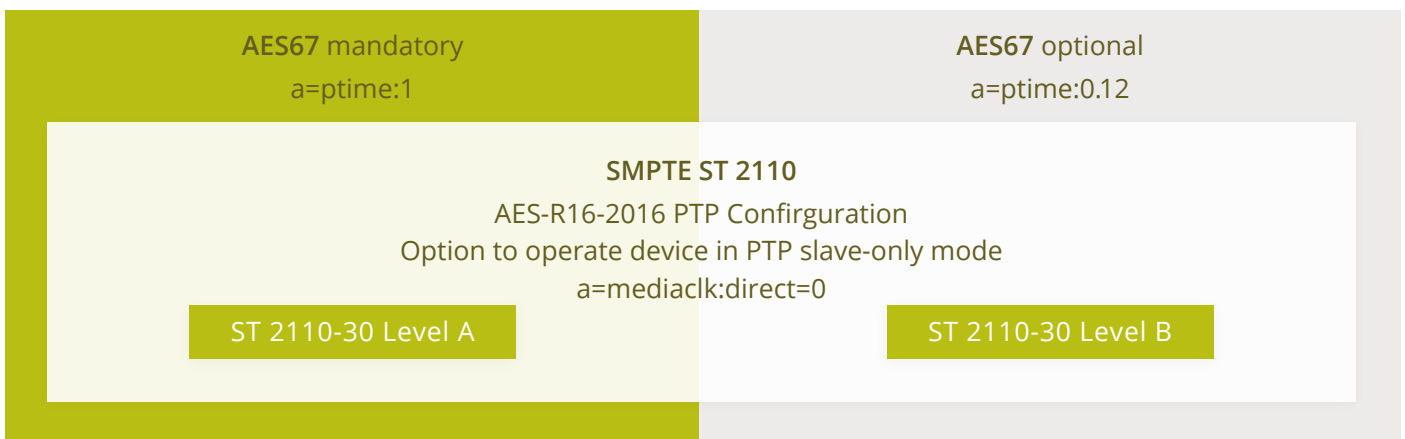 AES67 mandatory
a=ptime:1
AES67 optional
a=ptime:0.12
SMPTE ST 2110
AES-R16-2016 PTP Confirguration
Option to operate device in PTP slave-only mode
a=mediaclk:direct=0
ST 2110-30 Level A
ST 2110-30 Level B